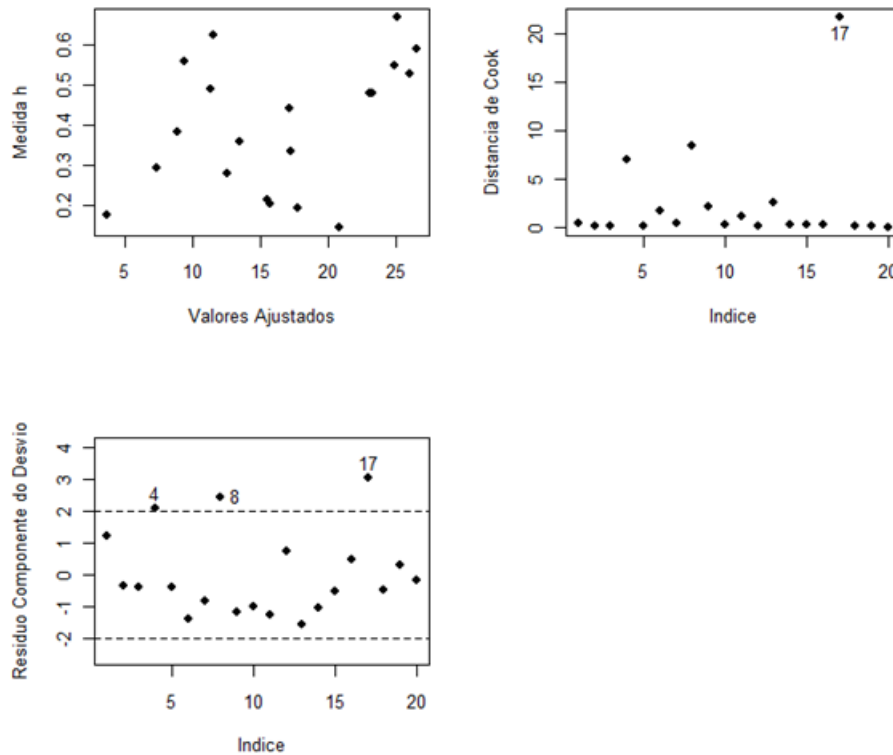 Medida h
0.2 0.3 0.4 0.5 0.6
5 10 15 20 25
Valores Ajustados
Distancia de Cook
0 5 10 15 20
17
5 10 15 20
Indice
Residuo Componente do Desvio
-2 -1 0 1 2 3 4
4
8
17
5 10 15 20
Indice